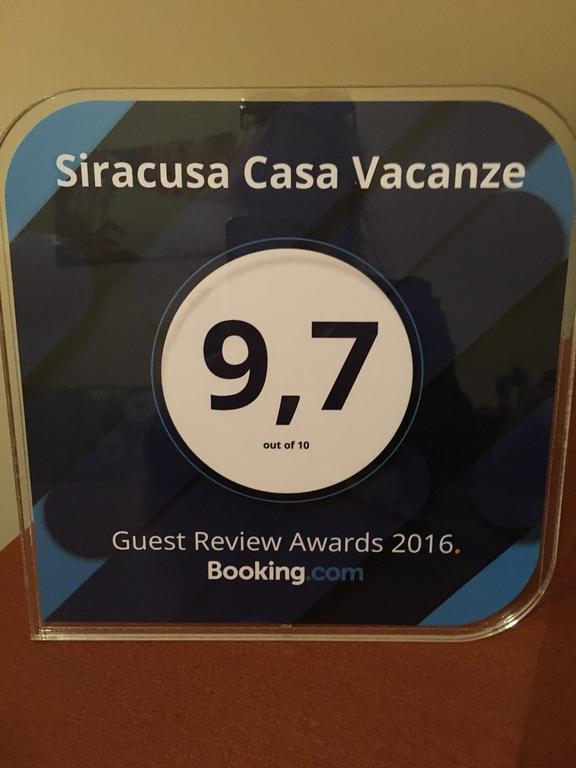 Siracusa Casa Vacanze
9,7
out of 10
Guest Review Awards 2016.
Booking.com